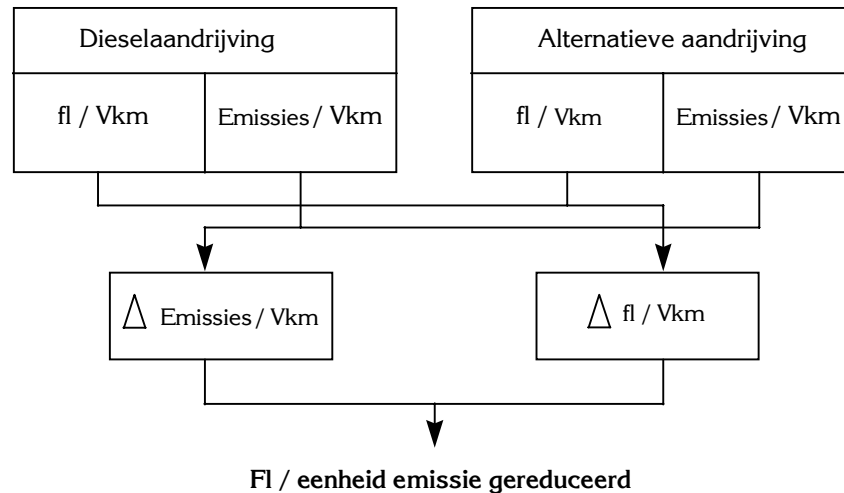 Dieselaandrijving
Alternatieve aandrijving
fl / Vkm
Emissies / Vkm
fl / Vkm
Emissies / Vkm
Δ Emissies / Vkm
Δ fl / Vkm
Fl / eenheid emissie gereduceerd